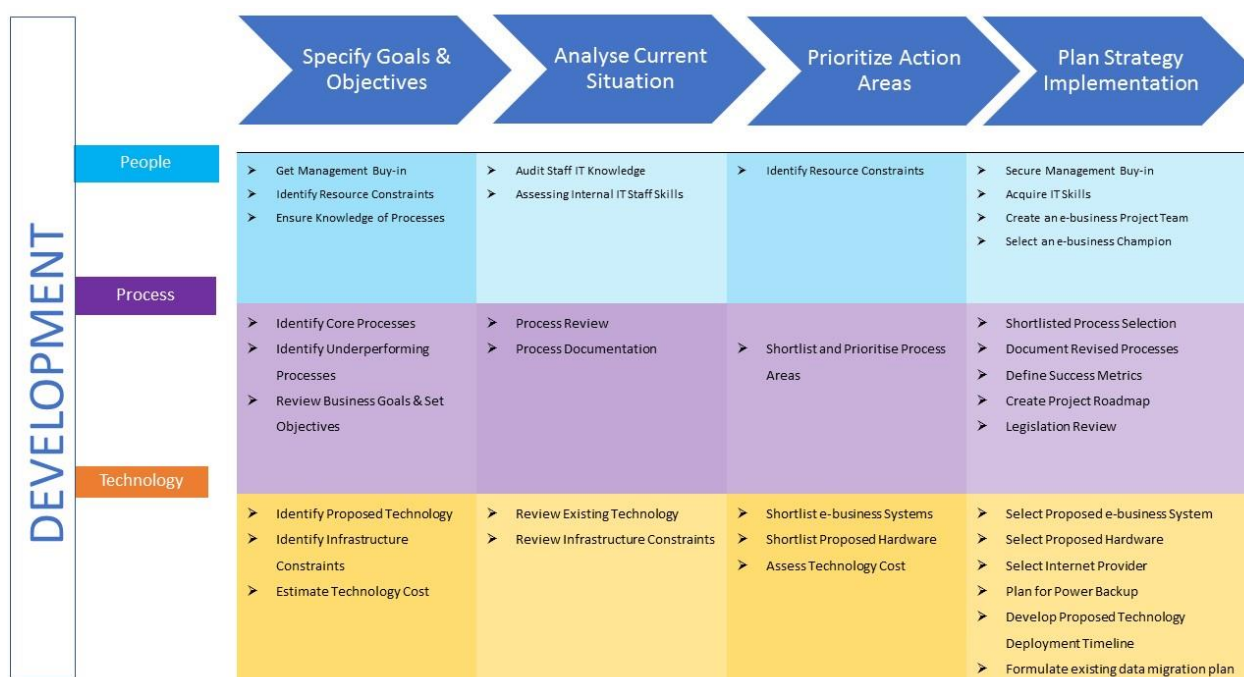 DEVELOPMENT
Specify Goals &
Objectives
Analyse Current
Situation
Prioritize Action
Areas
Plan Strategy
Implementation
People
Get Management Buy-in
Identify Resource Constraints
Ensure Knowledge of Processes
Audit Staff IT Knowledge
Assessing Internal IT Staff Skills
Identify Resource Constraints
Secure Management Buy-in
Acquire IT Skills
Create an e-business Project Team
Select an e-business Champion
Process
Identify Core Processes
Identify Underperforming
Processes
Review Business Goals & Set
Objectives
Process Review
Process Documentation
Shortlist and Prioritise Process
Areas
Shortlisted Process Selection
Document Revised Processes
Define Success Metrics
Create Project Roadmap
Legislation Review
Technology
Identify Proposed Technology
Identify Infrastructure
Constraints
Estimate Technology Cost
Review Existing Technology
Review Infrastructure Constraints
Shortlist e-business Systems
Shortlist Proposed Hardware
Assess Technology Cost
Select Proposed e-business System
Select Proposed Hardware
Select Internet Provider
Plan for Power Backup
Develop Proposed Technology
Deployment Timeline
Formulate existing data migration plan